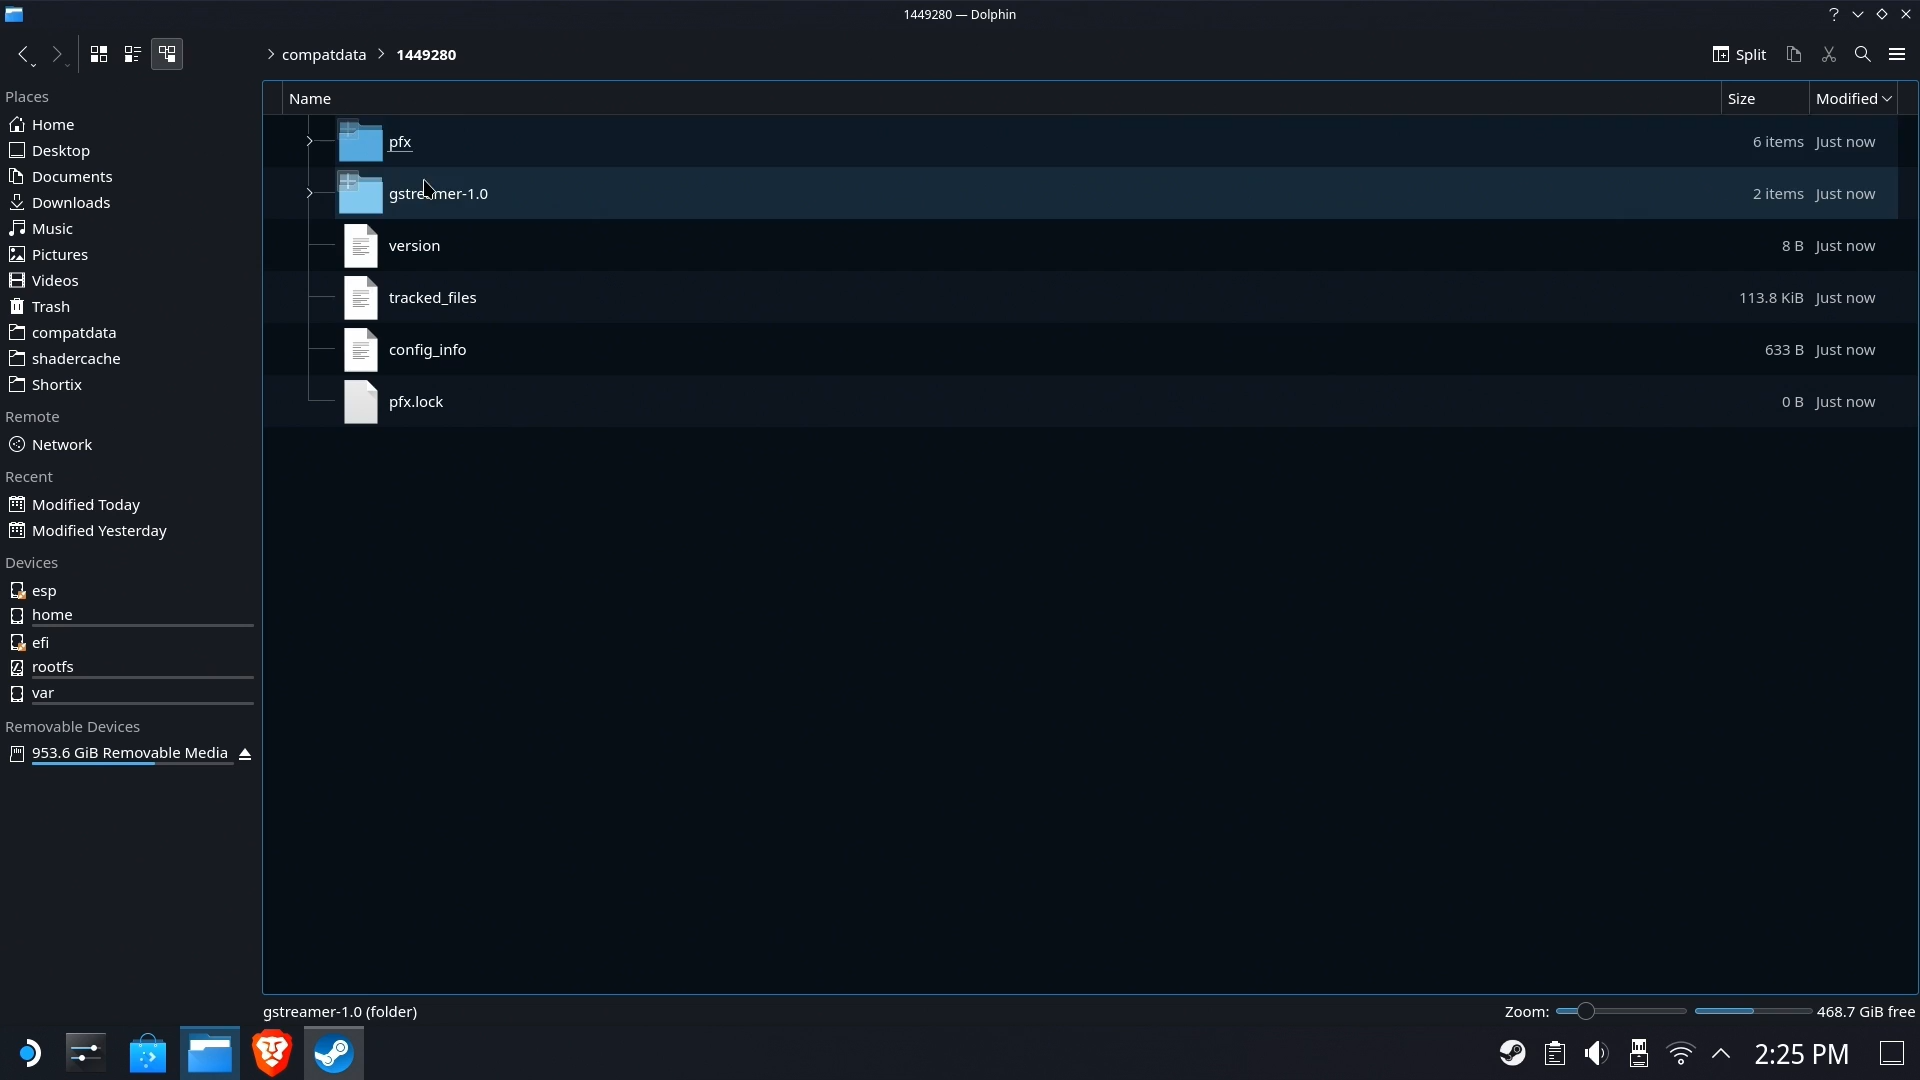 1449280 — Dolphin
?
compatdata
1449280
Split
Places
Home
Desktop
Documents
Downloads
Music
Pictures
Videos
Trash
compatdata
shadercache
Shortix
Remote
Network
Recent
Modified Today
Modified Yesterday
Devices
esp
home
efi
rootfs
var
Removable Devices
953.6 GiB Removable Media
Name Size Modified
pfx 6 items Just now
gstreamer-1.0 2 items Just now
version 8 B Just now
tracked_files 113.8 KiB Just now
config_info 633 B Just now
pfx.lock 0 B Just now
gstreamer-1.0 (folder)
Zoom:
468.7 GiB free
2:25 PM